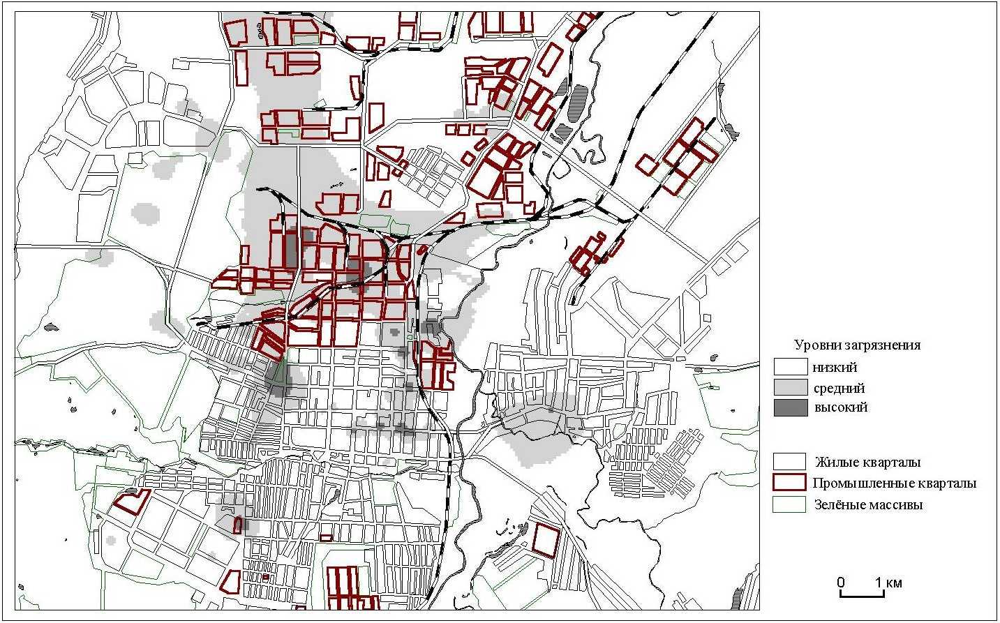 Уровни загрязнения
низкий
средний
высокий
Жилые кварталы
Промышленные кварталы
Зелёные массивы
0 1 км